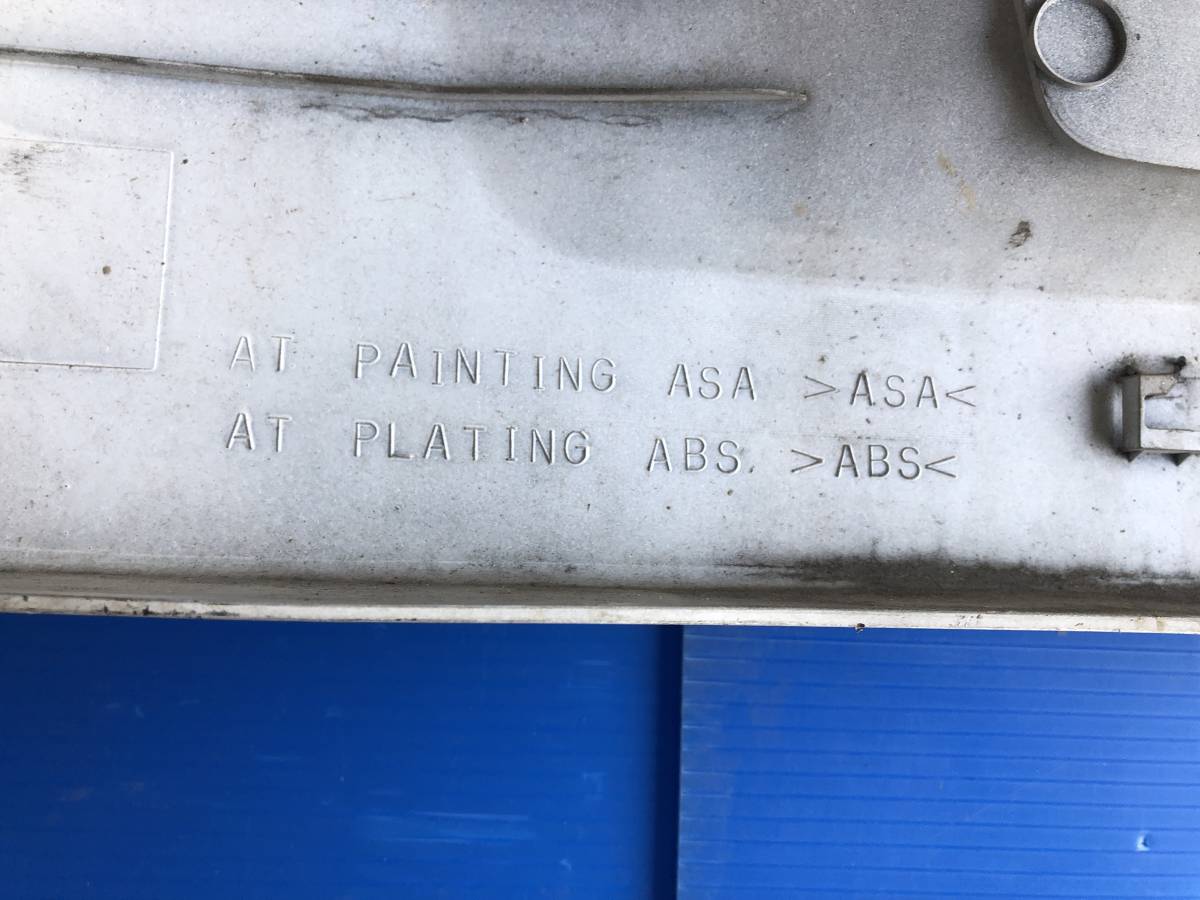 AT PAINTING ASA >ASA<
AT PLATING ABS. >ABS<